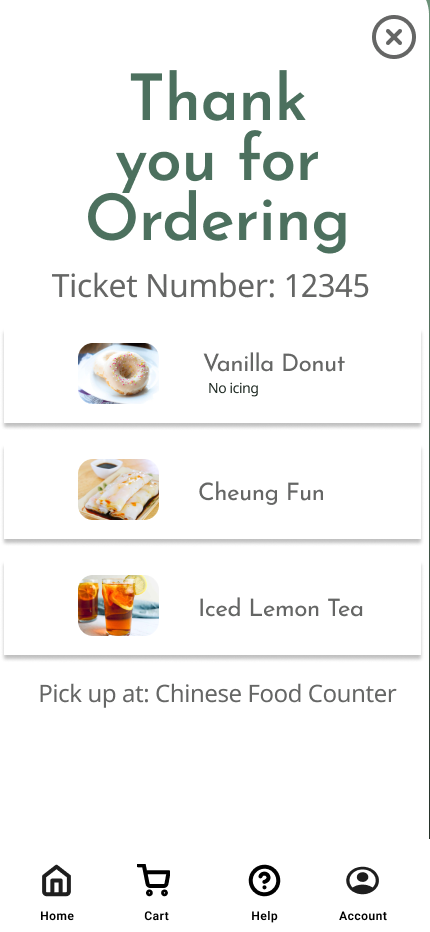 Thank
you for
Ordering
Ticket Number: 12345
Vanilla Donut
No icing
Cheung Fun
Iced Lemon Tea
Pick up at: Chinese Food Counter
Home
Cart
Help
Account